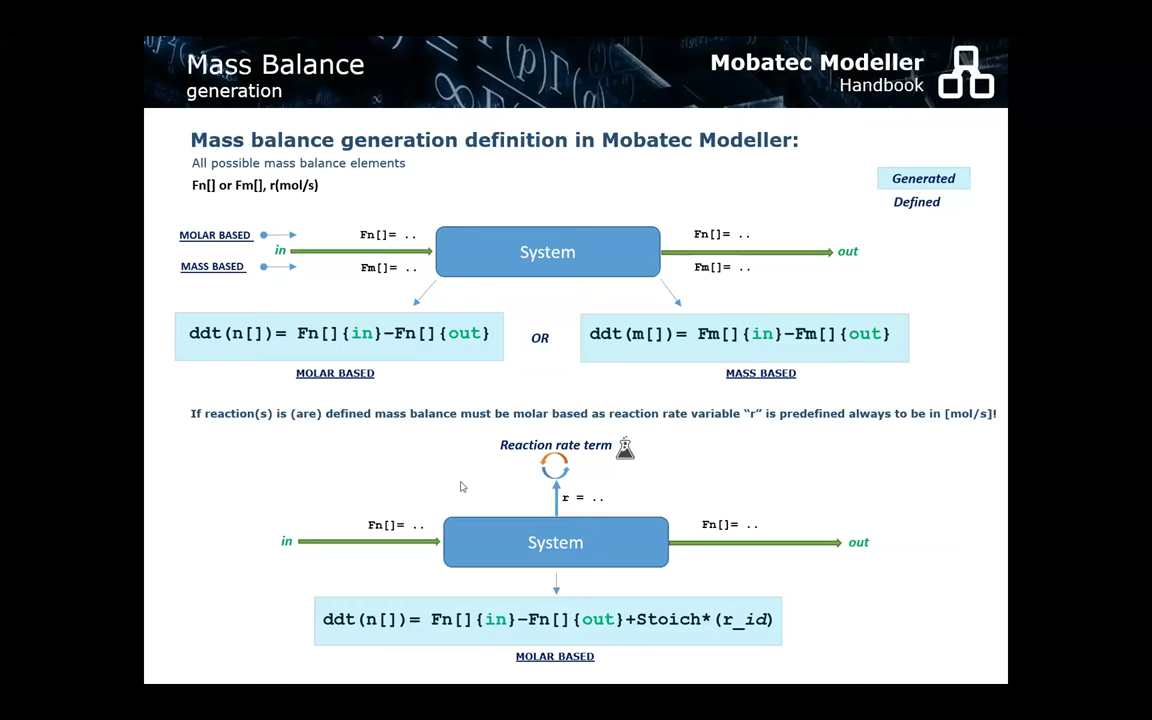 Mass Balance
generation
Mobatec Modeller
Handbook
Mass balance generation definition in Mobatec Modeller:
All possible mass balance elements
Fn[] or Fm[], r(mol/s)
Generated
Defined
MOLAR BASED
in
MASS BASED
Fn[]= ..
Fm[]= ..
System
Fn[]= ..
Fm[]= ..
out
ddt(n[])= Fn[]{in}-Fn[]{out}
OR
ddt(m[])= Fm[]{in}-Fm[]{out}
MOLAR BASED
MASS BASED
If reaction(s) is (are) defined mass balance must be molar based as reaction rate variable “r” is predefined always to be in [mol/s]!
Reaction rate term
r = ..
in
Fn[]= ..
System
Fn[]= ..
out
ddt(n[])= Fn[]{in}-Fn[]{out}+Stoich*(r_id)
MOLAR BASED